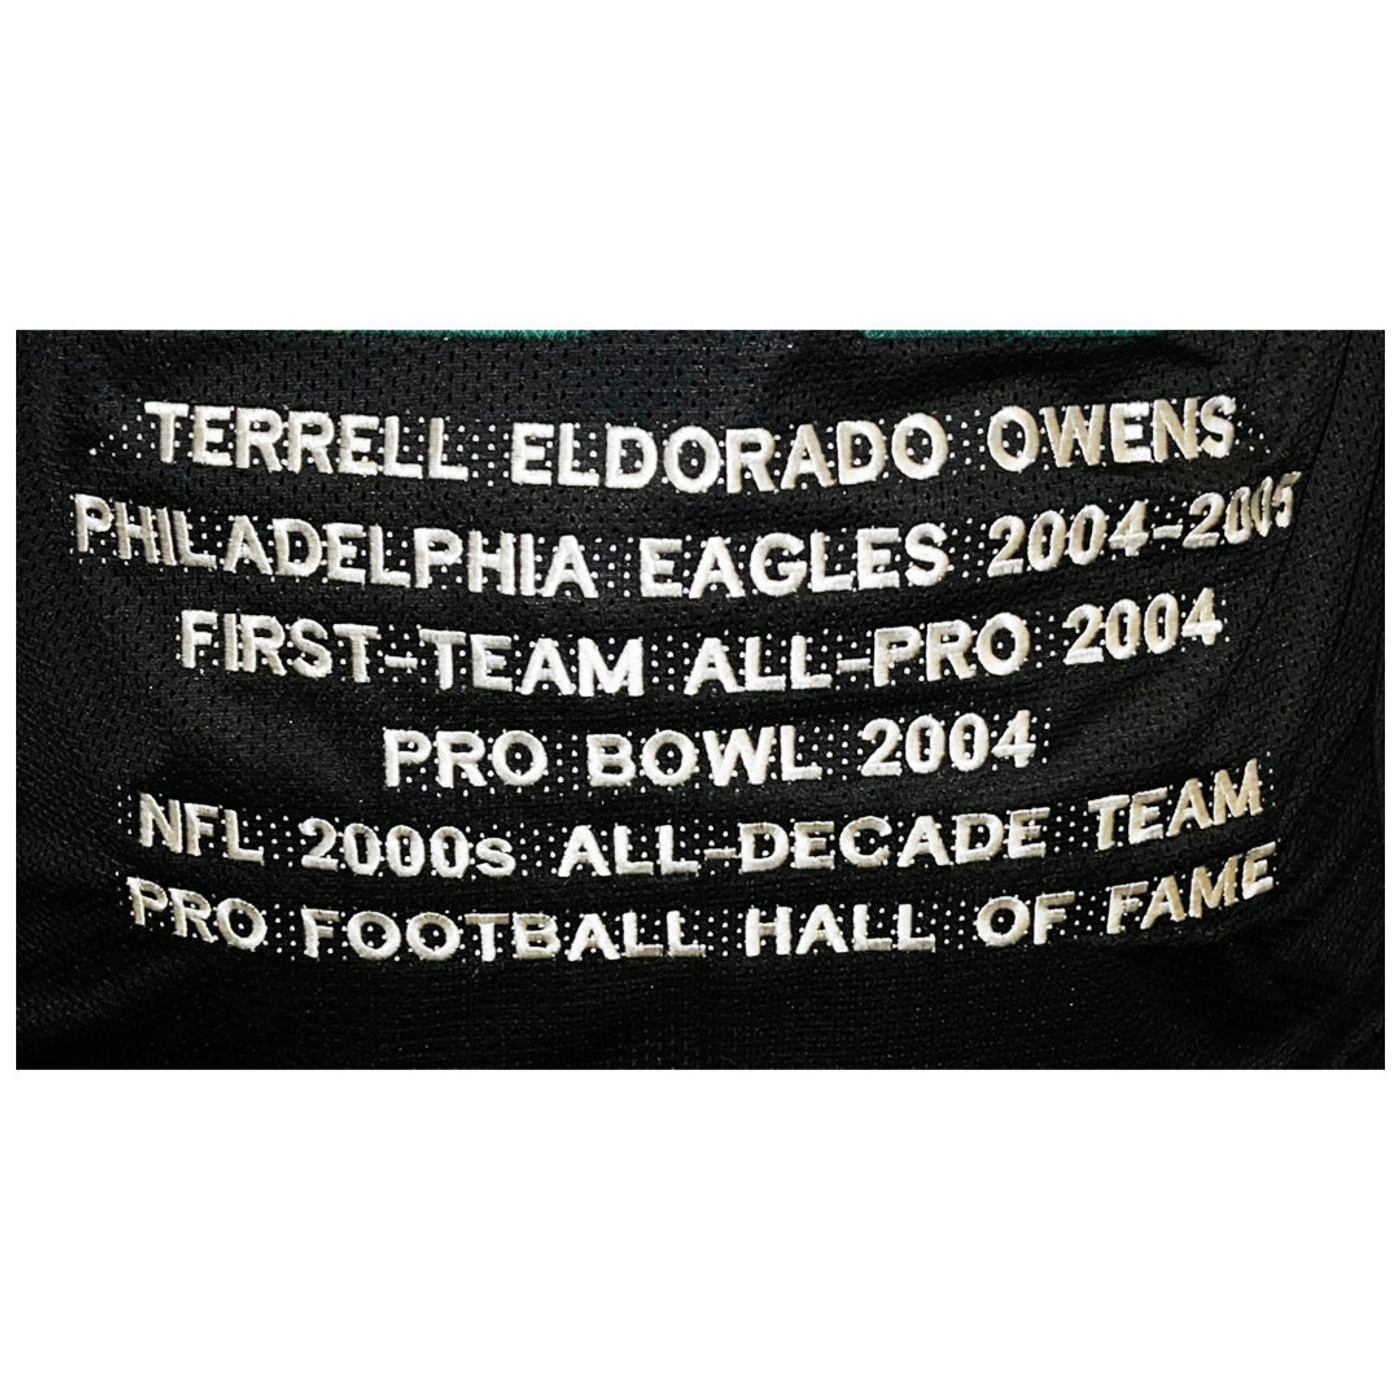 TERRELL ELDORADO OWENS
PHILADELPHIA EAGLES 2004-2005
FIRST-TEAM ALL-PRO 2004
PRO BOWL 2004
NFL 2000s ALL-DECADE TEAM
PRO FOOTBALL HALL OF FAME